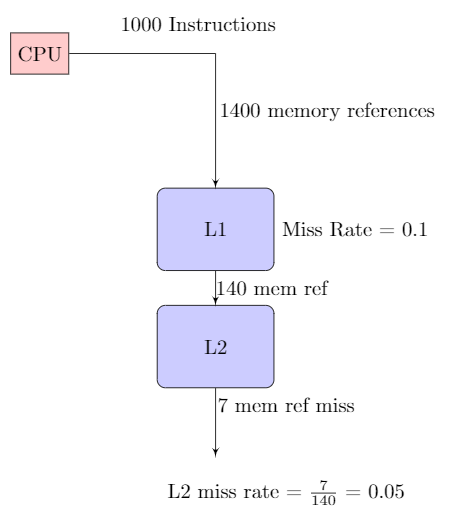 1000 Instructions
CPU
1400 memory references
L1
Miss Rate = 0.1
140 mem ref
L2
7 mem ref miss
L2 miss rate = 7/140 = 0.05